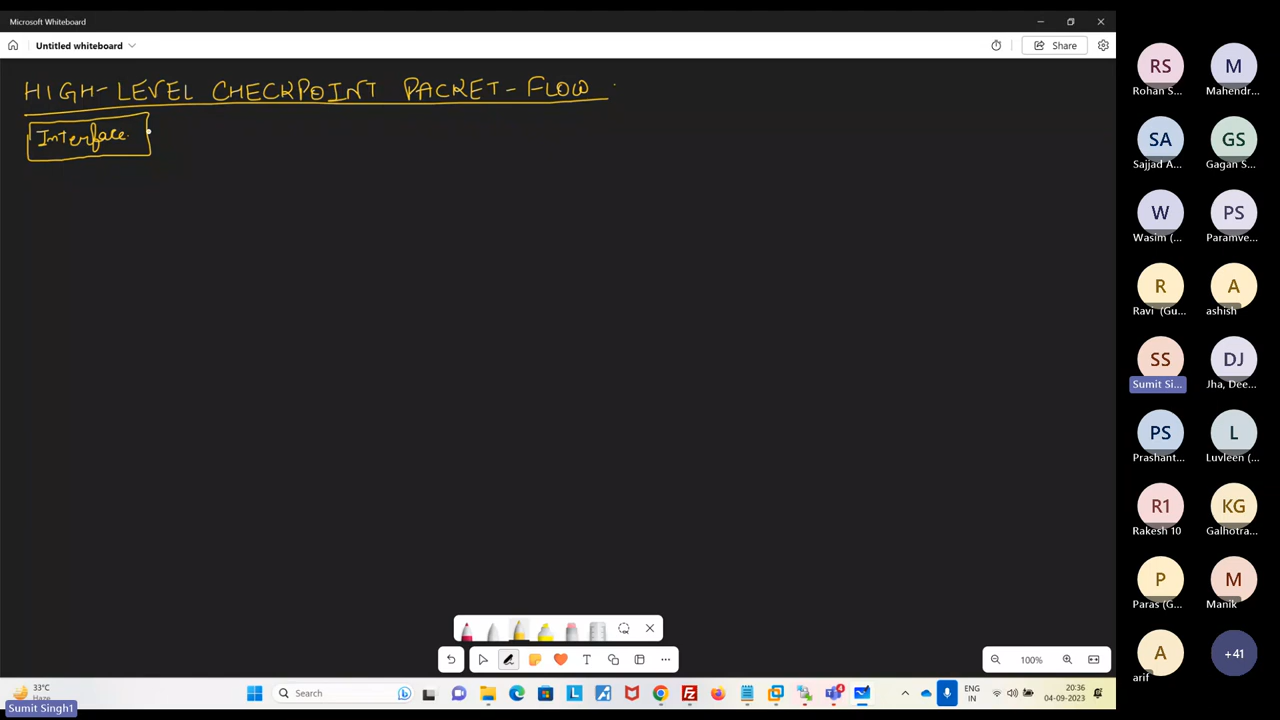 Microsoft Whiteboard
Untitled whiteboard
Share
HIGH-LEVEL CHECKPOINT PACKET-FLOW
Interface
100%
33°C
Haze
Search
ENG
IN
20:36
04-09-2023
4
Sumit Singh1
RS
Rohan S...
M
Mahendr...
SA
Sajjad A...
GS
Gagan S...
W
Wasim (...
PS
Paramve...
R
Ravi (Gu...
A
ashish
SS
Sumit Si...
DJ
Jha, Dee...
PS
Prashant...
L
Luvleen (...
R1
Rakesh 10
KG
Galhotra...
P
Paras (G...
M
Manik
A
arif
+41